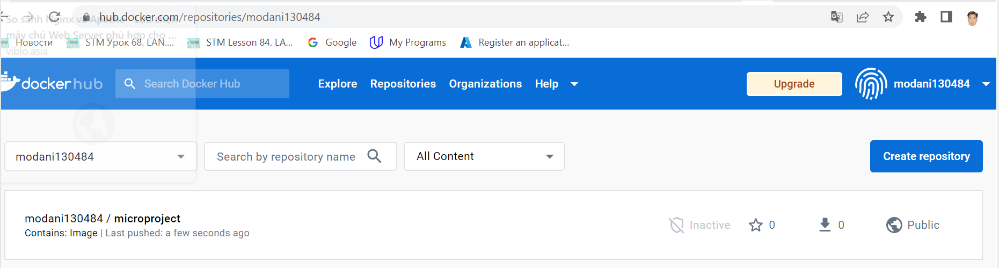 hub.docker.com/repositories/modani130484
So sánh Nginx và Apache - Lựa chọn
máy chủ Web Server phù hợp cho ...
viblo.asia
Новости
STM Урок 68. LAN....
STM Lesson 84. LA...
Google
My Programs
Register an applicat...
docker hub
Search Docker Hub
Explore
Repositories
Organizations
Help
Upgrade
modani130484
modani130484
Search by repository name
All Content
Create repository
modani130484 / microproject
Inactive
0
0
Public
Contains: Image | Last pushed: a few seconds ago